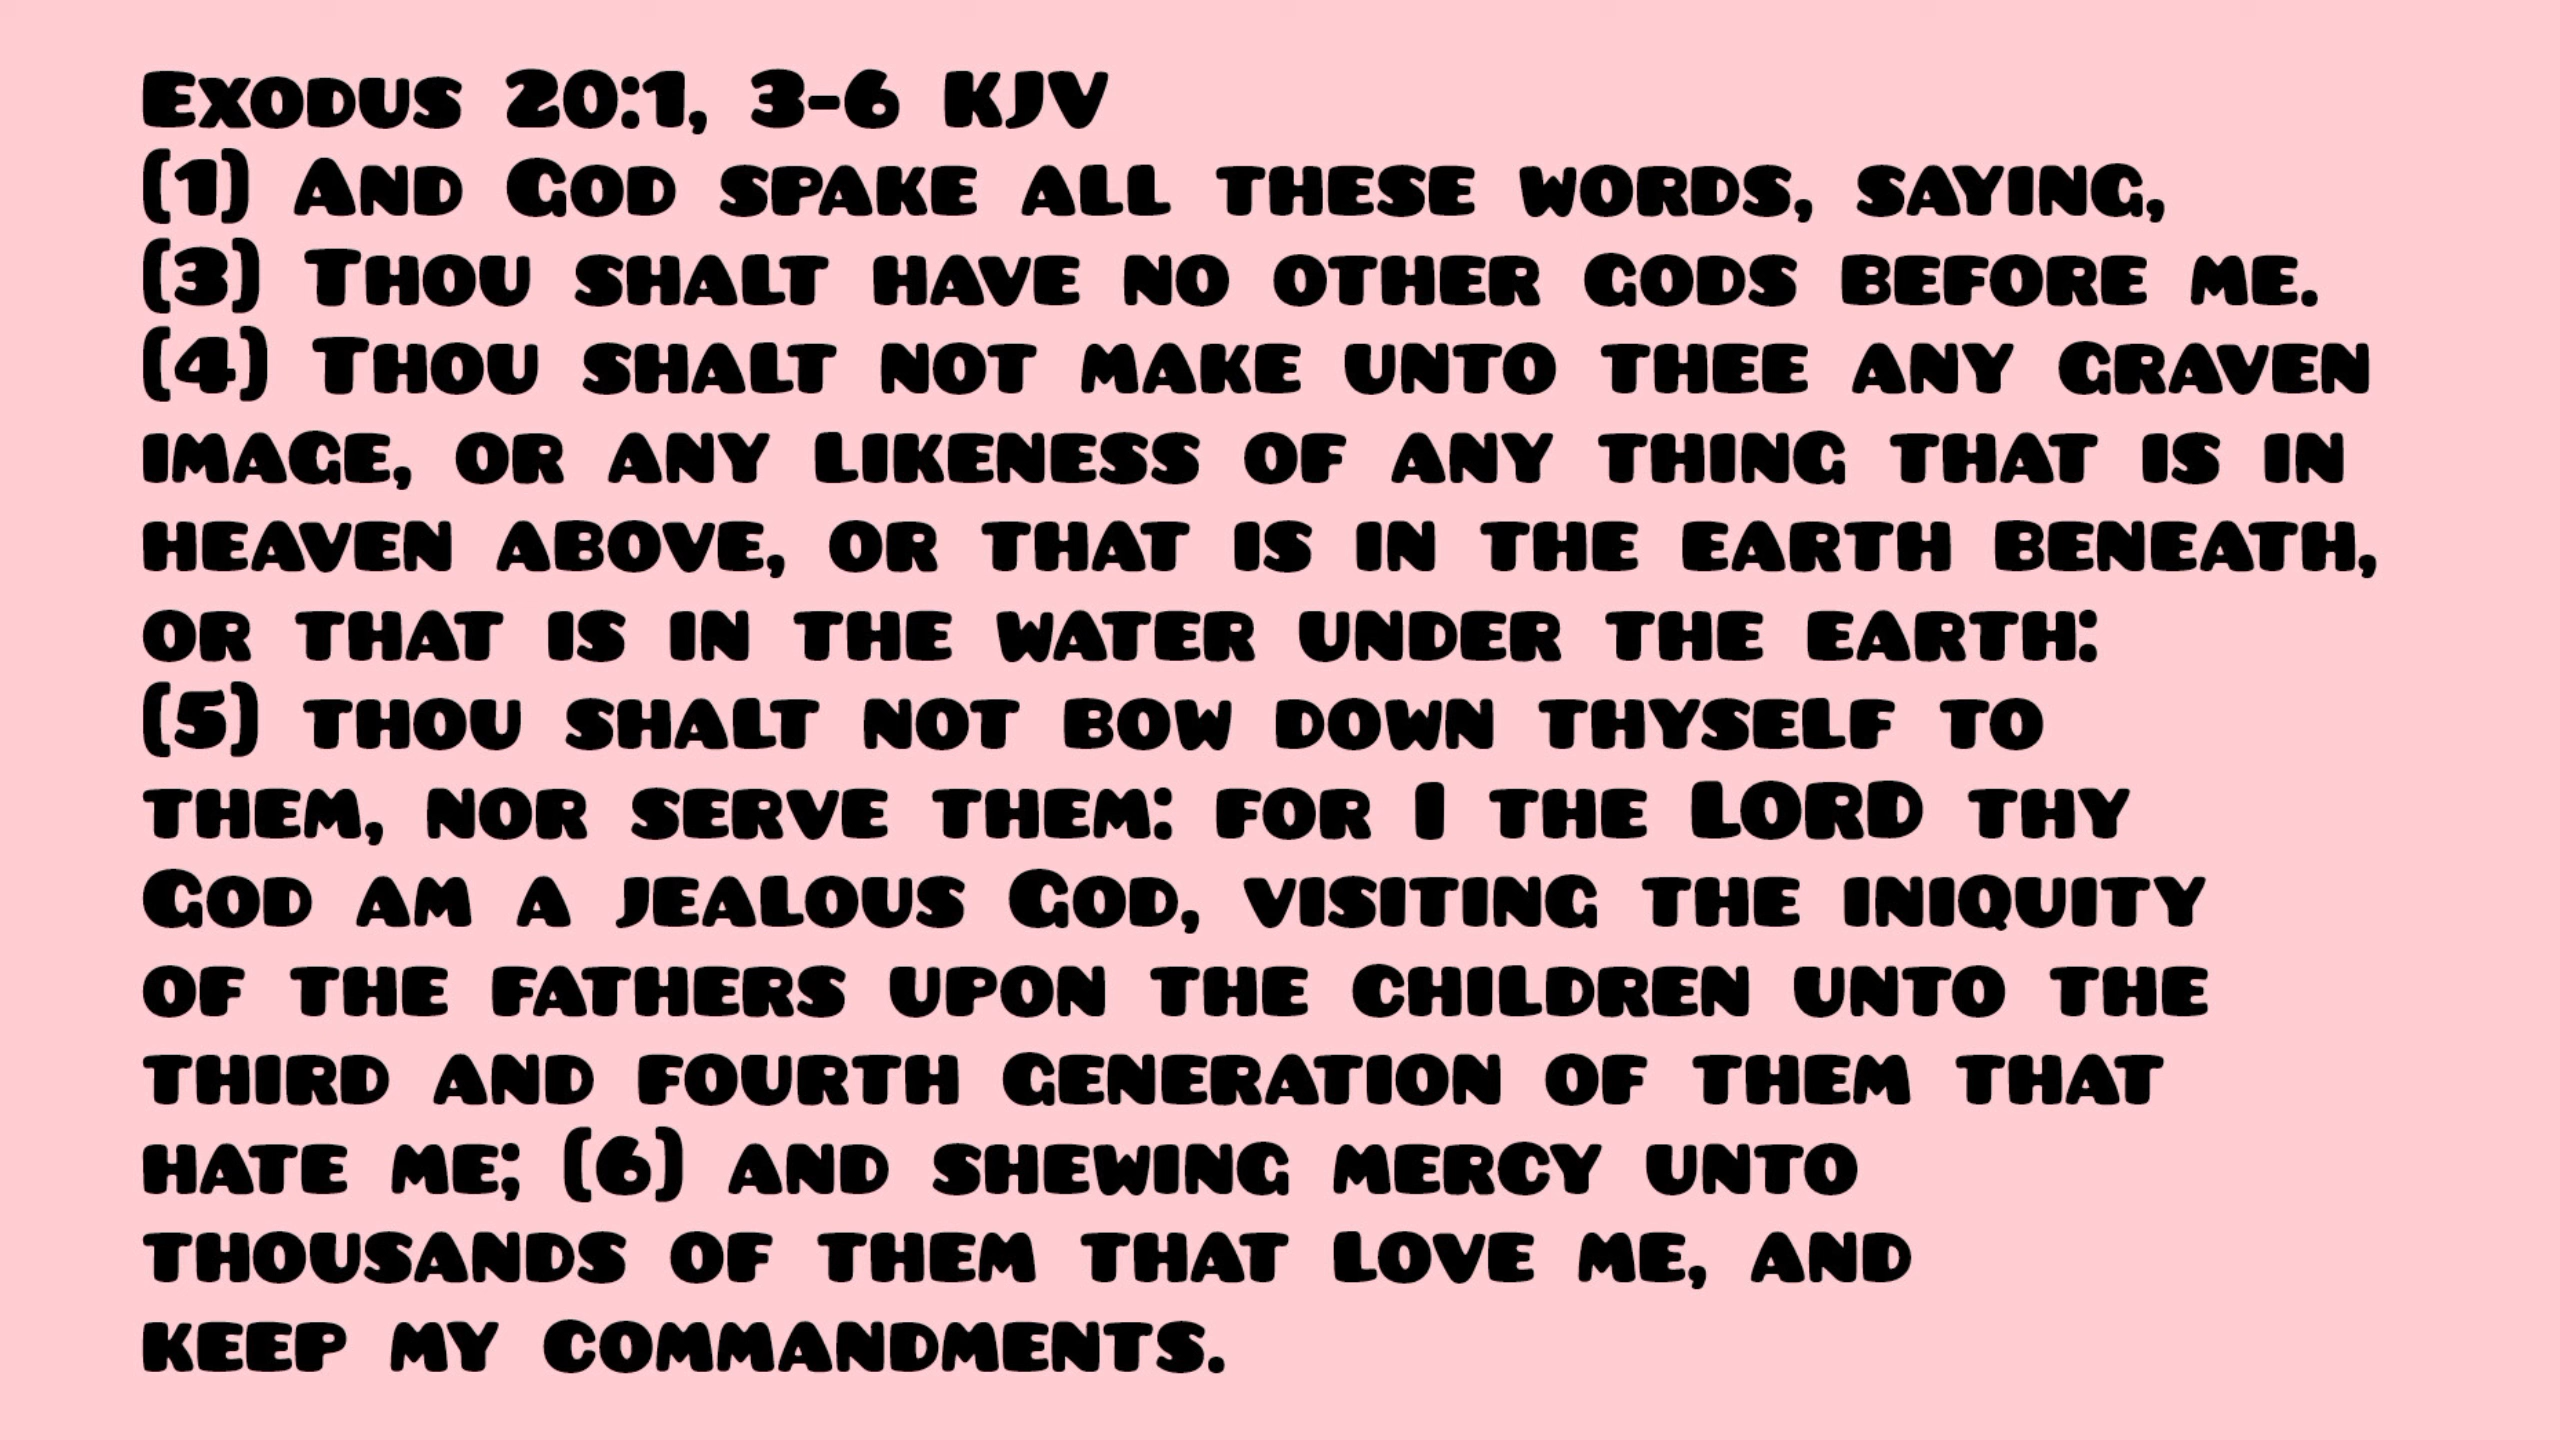 Exodus 20:1, 3-6 KJV
(1) And God spake all these words, saying,
(3) Thou shalt have no other gods before me.
(4) Thou shalt not make unto thee any graven
image, or any likeness of any thing that is in
heaven above, or that is in the earth beneath,
or that is in the water under the earth:
(5) thou shalt not bow down thyself to
them, nor serve them: for I the LORD thy
God am a jealous God, visiting the iniquity
of the fathers upon the children unto the
third and fourth generation of them that
hate me; (6) and shewing mercy unto
thousands of them that love me, and
keep my commandments.